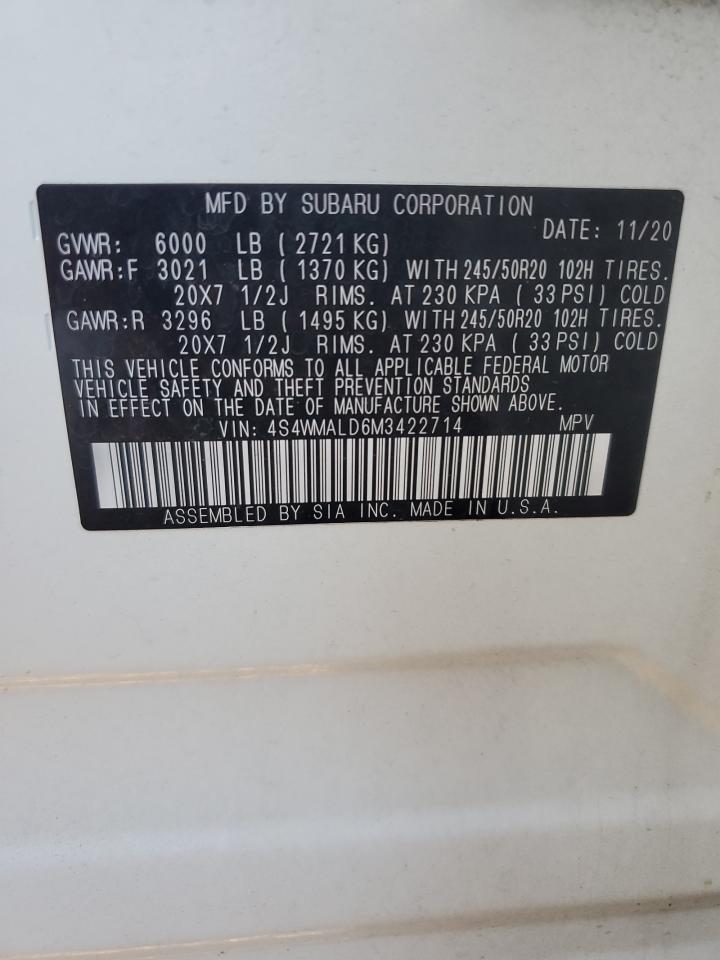 MFD BY SUBARU CORPORATION
DATE: 11/20
GVWR: 6000 LB ( 2721 KG)
GAWR:F 3021 LB ( 1370 KG) WITH 245/50R20 102H TIRES.
20X7 1/2J RIMS. AT 230 KPA ( 33 PSI) COLD
GAWR:R 3296 LB ( 1495 KG) WITH 245/50R20 102H TIRES.
20X7 1/2J RIMS. AT 230 KPA ( 33 PSI) COLD
THIS VEHICLE CONFORMS TO ALL APPLICABLE FEDERAL MOTOR
VEHICLE SAFETY AND THEFT PREVENTION STANDARDS
IN EFFECT ON THE DATE OF MANUFACTURE SHOWN ABOVE.
VIN: 4S4WMALD6M3422714 MPV
ASSEMBLED BY SIA INC. MADE IN U.S.A.